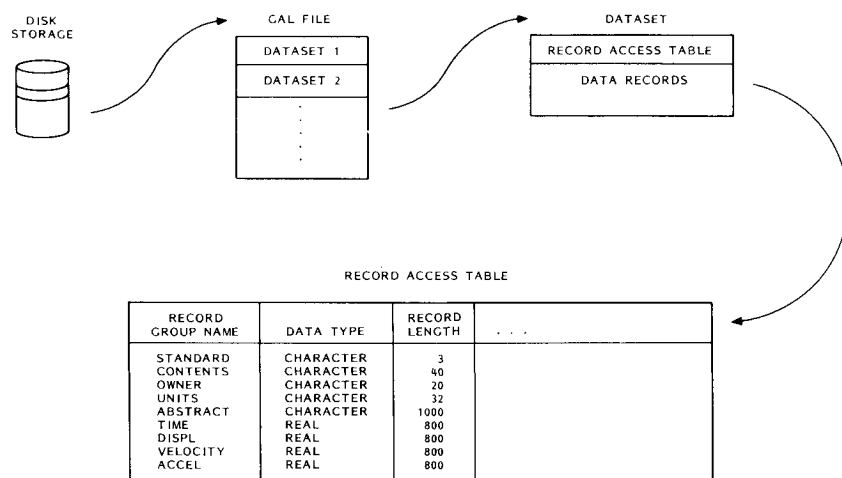 DISK
STORAGE
GAL FILE
DATASET 1
DATASET 2
DATASET
RECORD ACCESS TABLE
DATA RECORDS
RECORD ACCESS TABLE
RECORD
GROUP NAME
DATA TYPE
RECORD
LENGTH
. . .
STANDARD CHARACTER 3
CONTENTS CHARACTER 40
OWNER CHARACTER 20
UNITS CHARACTER 32
ABSTRACT CHARACTER 1000
TIME REAL 800
DISPL REAL 800
VELOCITY REAL 800
ACCEL REAL 800